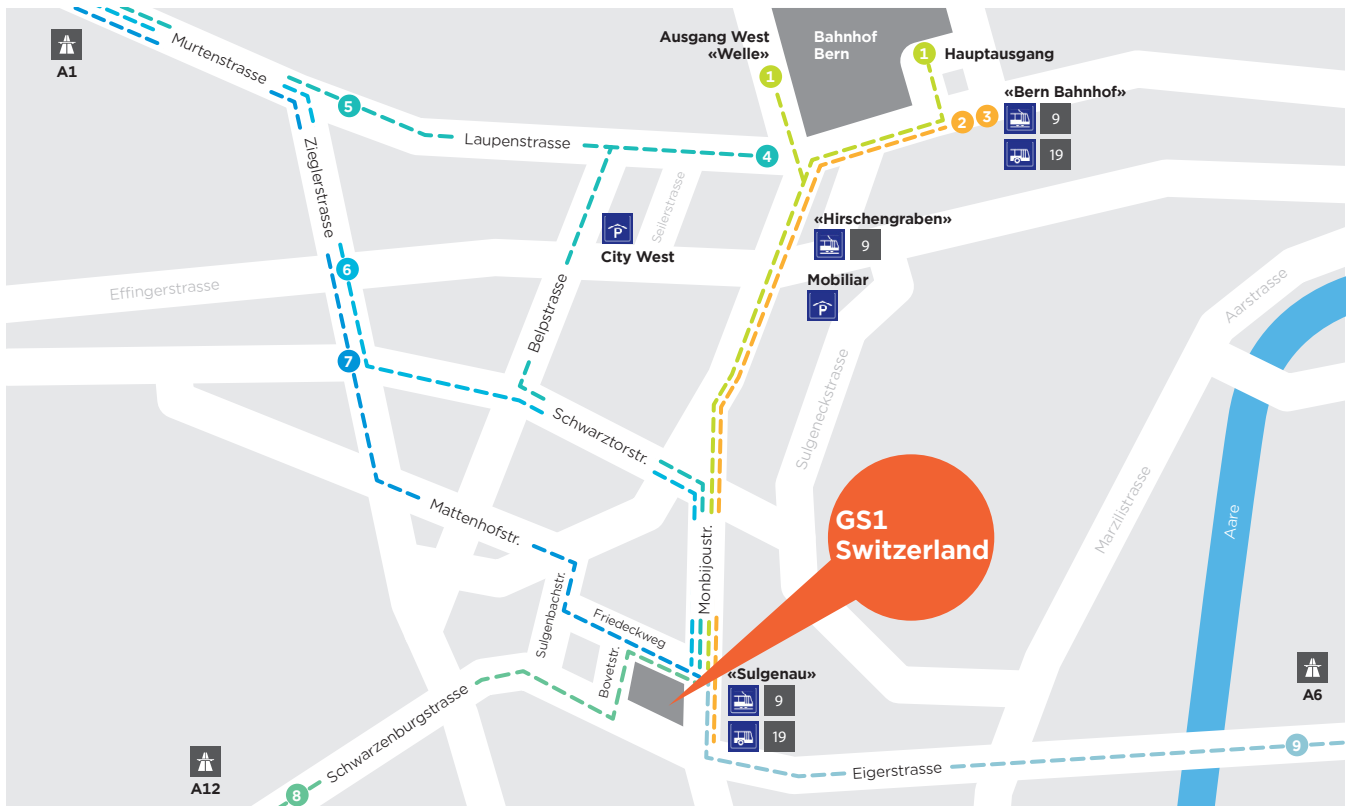 Ausgang West
«Welle»
1
Bahnhof
Bern
1
Hauptausgang
A1
Murtenstrasse
5
Laupenstrasse
4
2
3
«Bern Bahnhof»
9
19
Zieglerstrasse
Seilerstrasse
P
City West
«Hirschengraben»
9
Mobiliar
P
6
Effingerstrasse
Belpstrasse
Aarstrasse
7
Schwarztorstr.
Sulgeneckstrasse
Mattenhofstr.
GS1
Switzerland
Marzilistrasse
Aare
Monbijoustr.
Sulgenbachstr.
Friedeckweg
Bovetstr.
«Sulgenau»
9
19
A6
Schwarzenburgstrasse
9
Eigerstrasse
A12
8